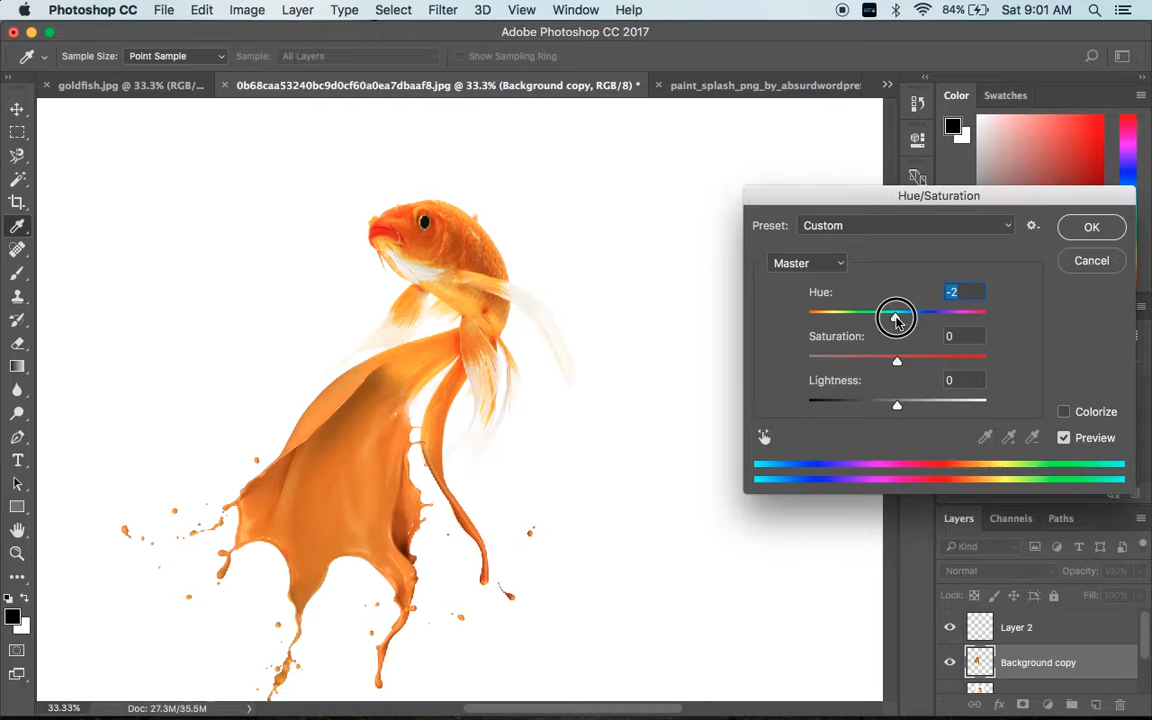 Photoshop CC File Edit Image Layer Type Select Filter 3D View Window Help 84% Sat 9:01 AM
Adobe Photoshop CC 2017
Sample Size: Point Sample Sample: All Layers Show Sampling Ring
goldfish.jpg @ 33.3% (RGB/... 0b68caa53240bc9d0cf60a0ea7dbaaf8.jpg @ 33.3% (Background copy, RGB/8) * paint_splash_png_by_absurdwordpre
Color Swatches
Hue/Saturation
Preset: Custom OK
Master Cancel
Hue: -2
Saturation: 0
Lightness: 0
Colorize
Preview
Layers Channels Paths
Kind
Normal Opacity: 100%
Lock: Fill: 100%
Layer 2
Background copy
33.33% Doc: 27.3M/35.5M